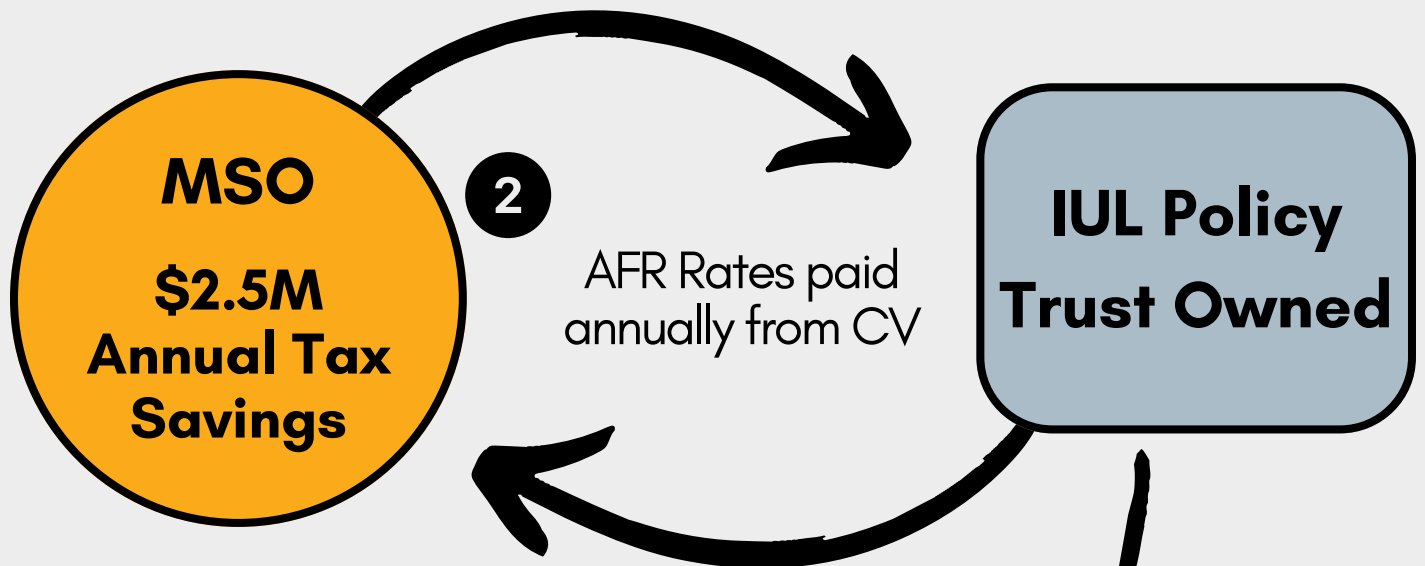 MSO
$2.5M
Annual Tax
Savings
2
AFR Rates paid
annually from CV
IUL Policy
Trust Owned